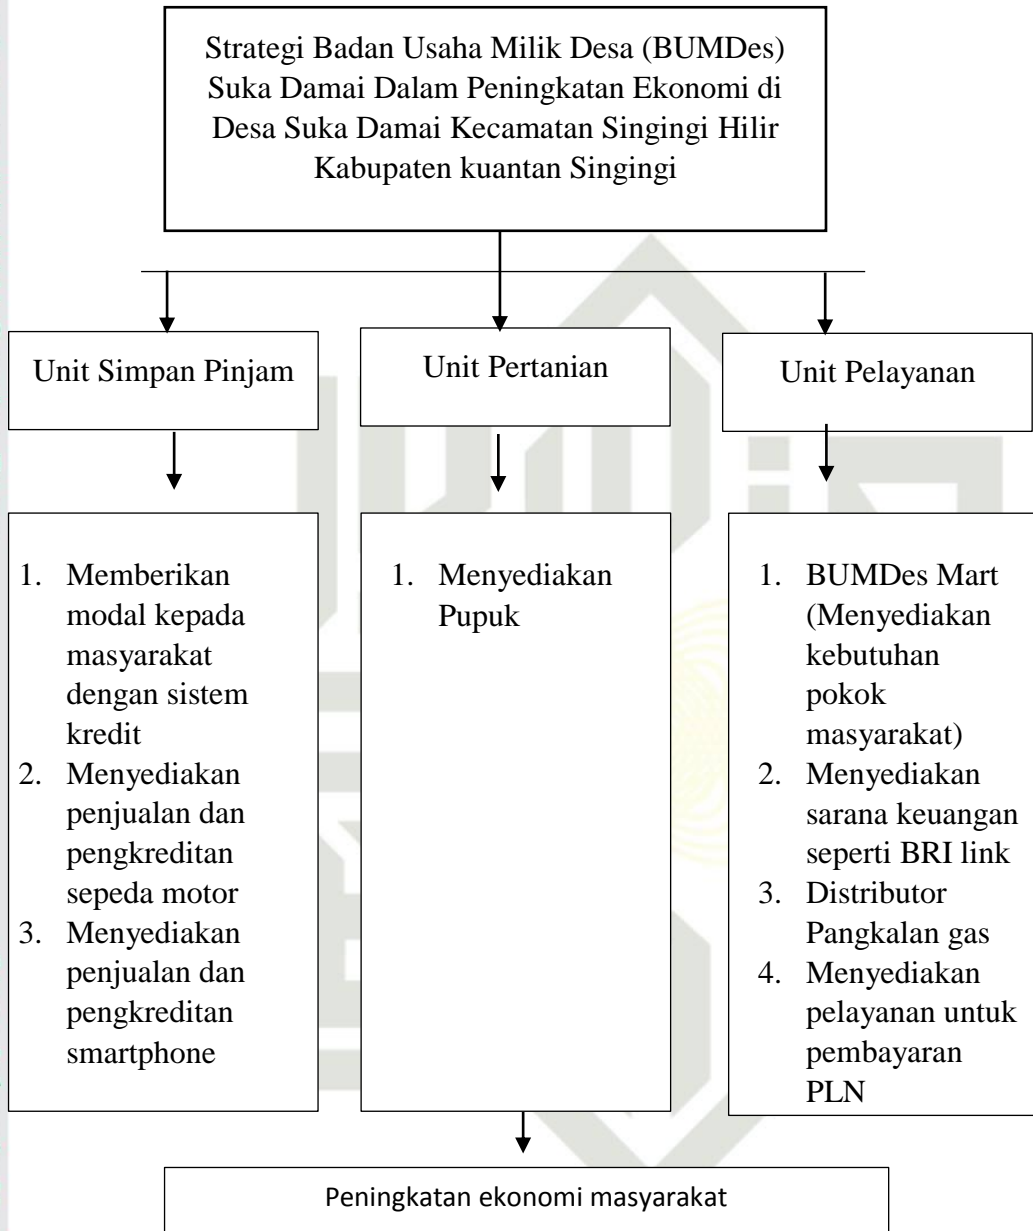 Strategi Badan Usaha Milik Desa (BUMDes)
Suka Damai Dalam Peningkatan Ekonomi di
Desa Suka Damai Kecamatan Singingi Hilir
Kabupaten kuantan Singingi
Unit Simpan Pinjam
Unit Pertanian
Unit Pelayanan
1. Memberikan
modal kepada
masyarakat
dengan sistem
kredit
2. Menyediakan
penjualan dan
pengkreditan
sepeda motor
3. Menyediakan
penjualan dan
pengkreditan
smartphone
1. Menyediakan
Pupuk
1. BUMDes Mart
(Menyediakan
kebutuhan
pokok
masyarakat)
2. Menyediakan
sarana keuangan
seperti BRI link
3. Distributor
Pangkalan gas
4. Menyediakan
pelayanan untuk
pembayaran
PLN
Peningkatan ekonomi masyarakat